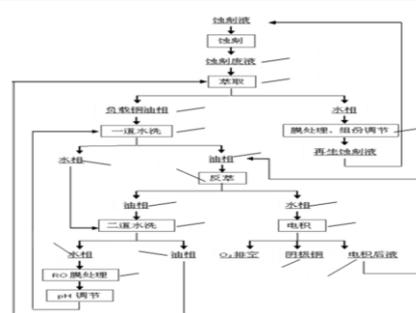 蚀刻液
蚀刻
蚀刻废液
萃取
负载铜油相
水相
一道水洗
膜处理、组份调节
水相
油相
再生蚀刻液
反萃
油相
水相
二道水洗
电积
水相
油相
O₂排空
阴极铜
电积后液
RO膜处理
pH调节